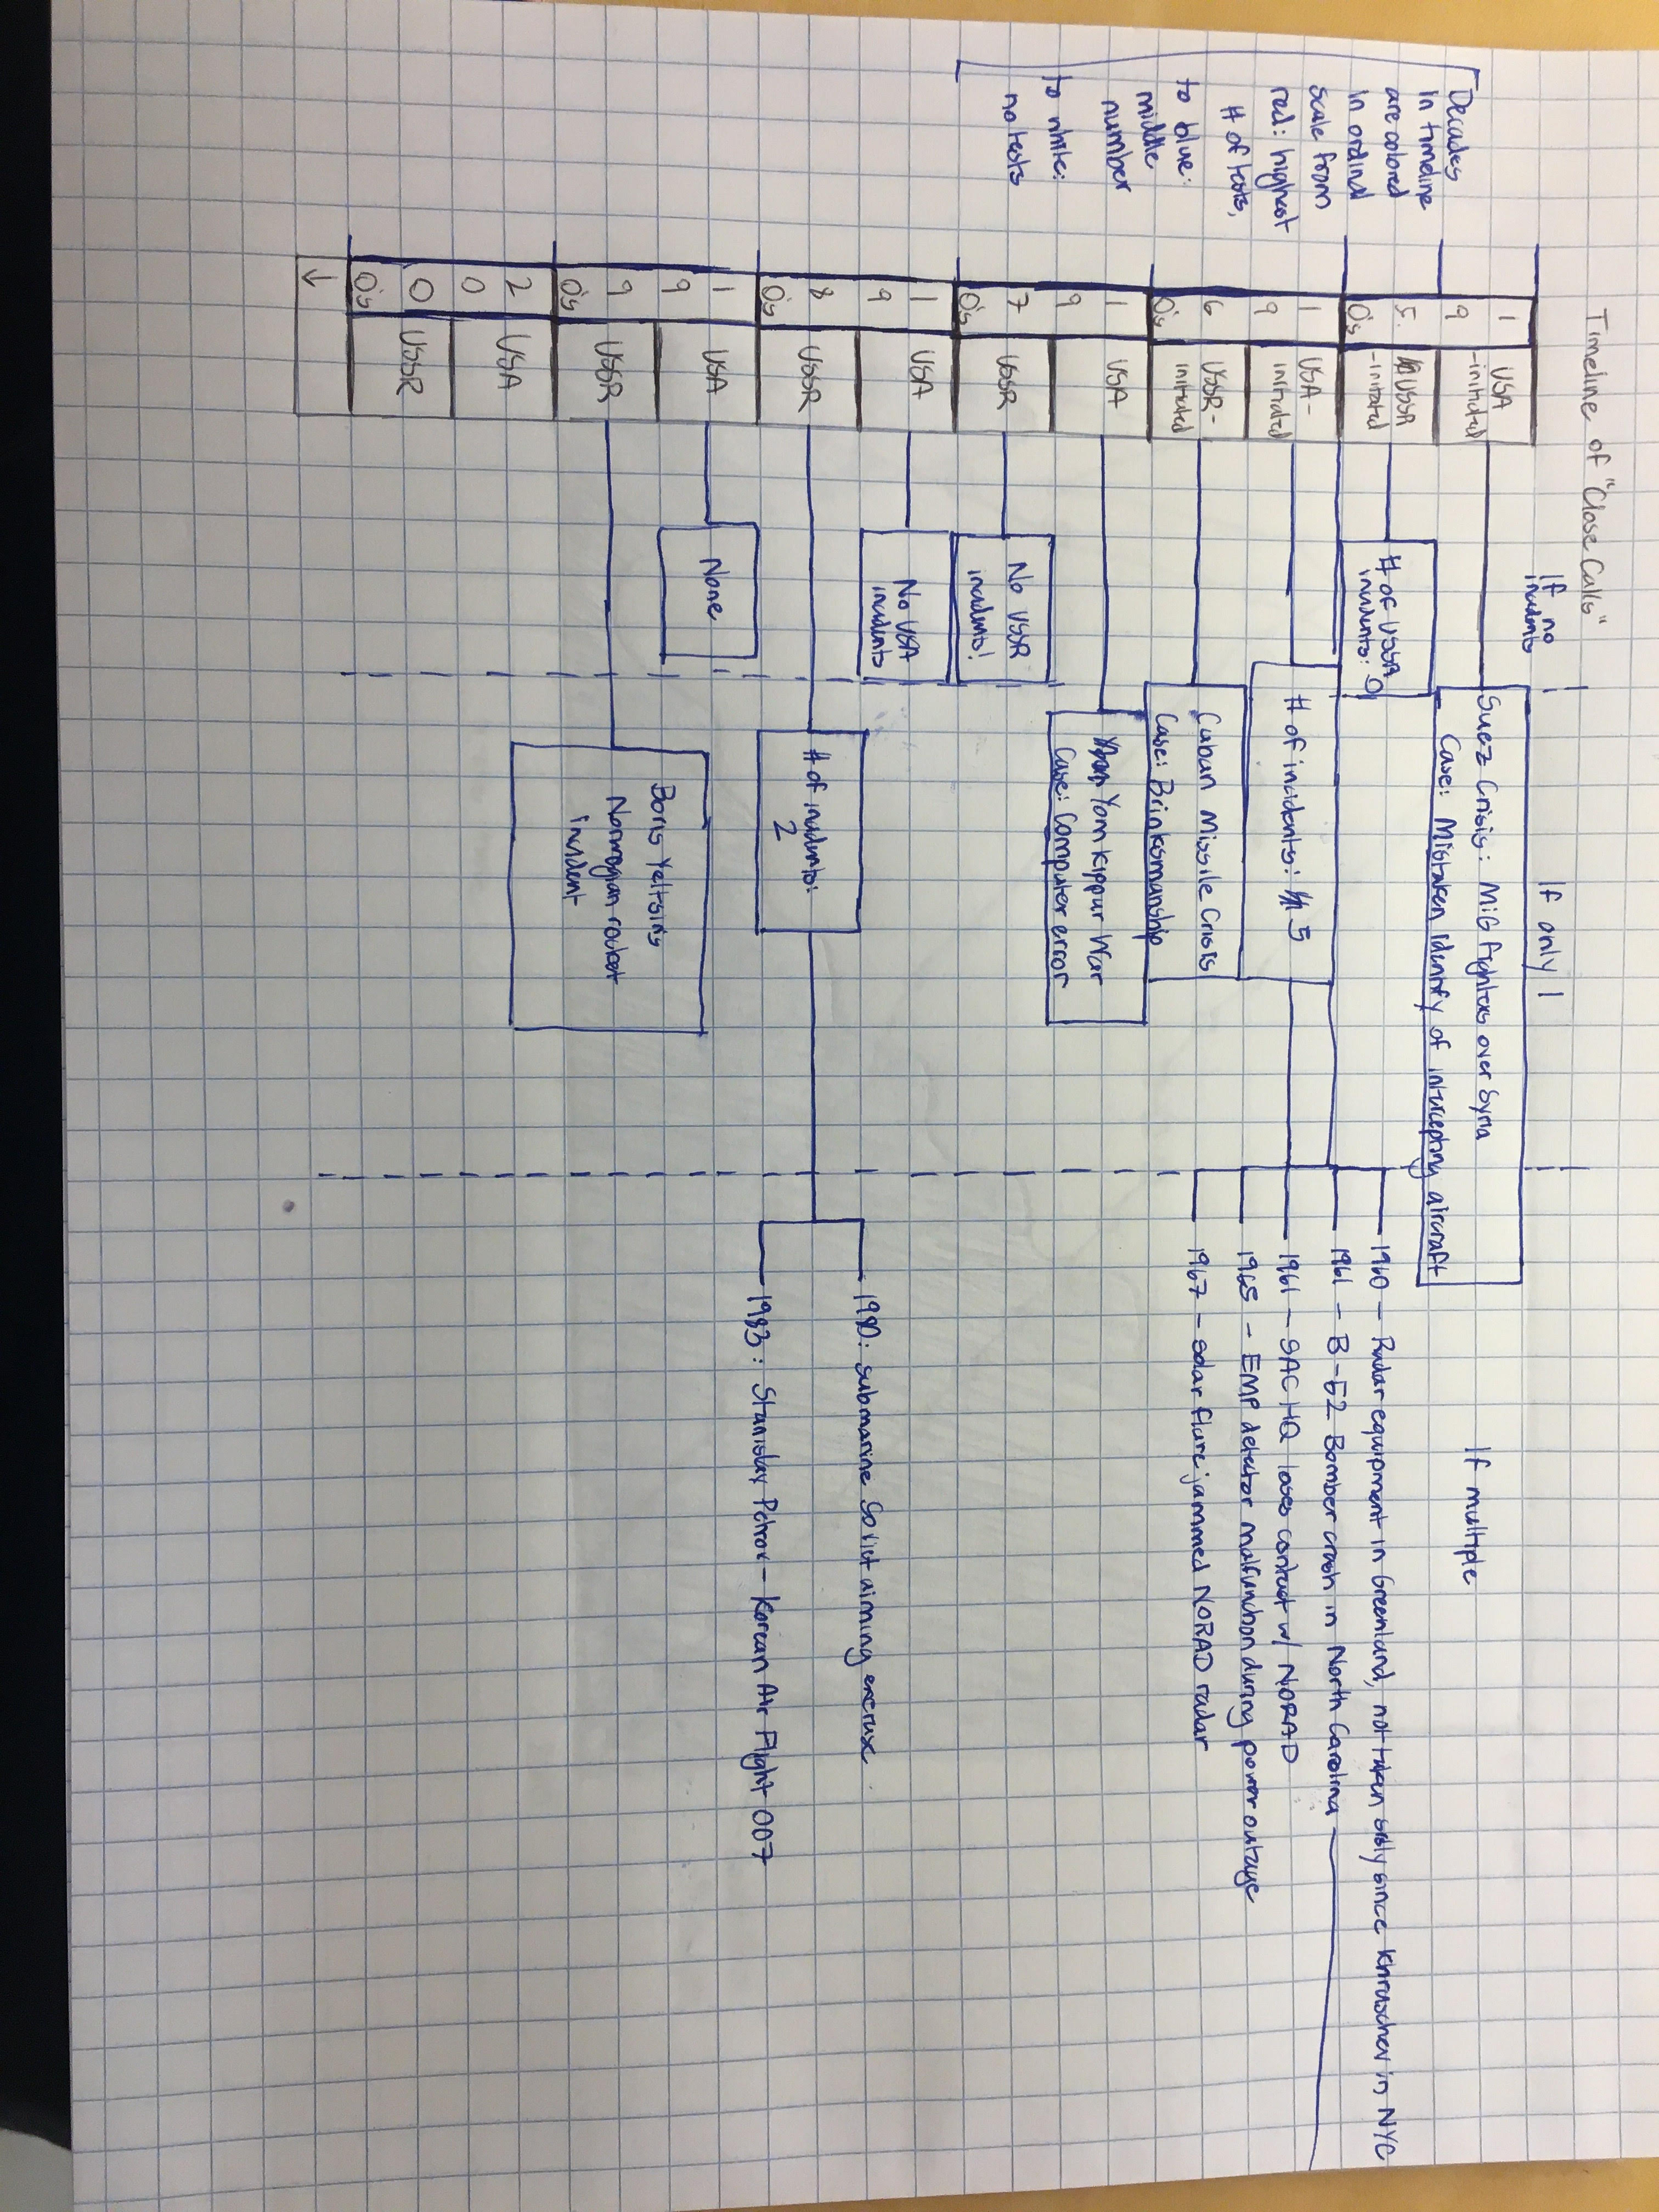 Timeline of "Close Calls"
If no
incidents
If only 1
If multiple
Decades
in timeline
are colored
in ordinal
scale from
red: highest
# of tests,
to blue:
middle
number
to white:
no tests
1
9
5
0's
USA
-initiated
USSR
-initiated
Suez Crisis: MiG fighters over Syria
Case: Mistaken identity of intercepting aircraft
# of USSR
incidents: 0
1
9
6
0's
USA-
initiated
USSR-
initiated
# of incidents: 5
1960 - Radar equipment in Greenland, not taken srsly since Khruschev in NYC
1961 - B-52 Bomber crash in North Carolina
1961 - SAC HQ loses contact w/ NORAD
1965 - EMP detector malfunction during power outage
1967 - solar flare jammed NORAD radar
Cuban Missile Crisis
Case: Brinksmanship
1
9
7
0's
USA
USSR
Yom Kippur War
Case: Computer error
No USSR
incidents!
1
9
8
0's
USA
USSR
No USA
incidents
# of incidents:
2
1980: submarine Soviet aiming exercise
1983: Stanislav Petrov - Korean Air Flight 007
1
9
9
0's
USA
USSR
None
Boris Yeltsin's
Norwegian rocket
incident
2
0
0
0's
USA
USSR